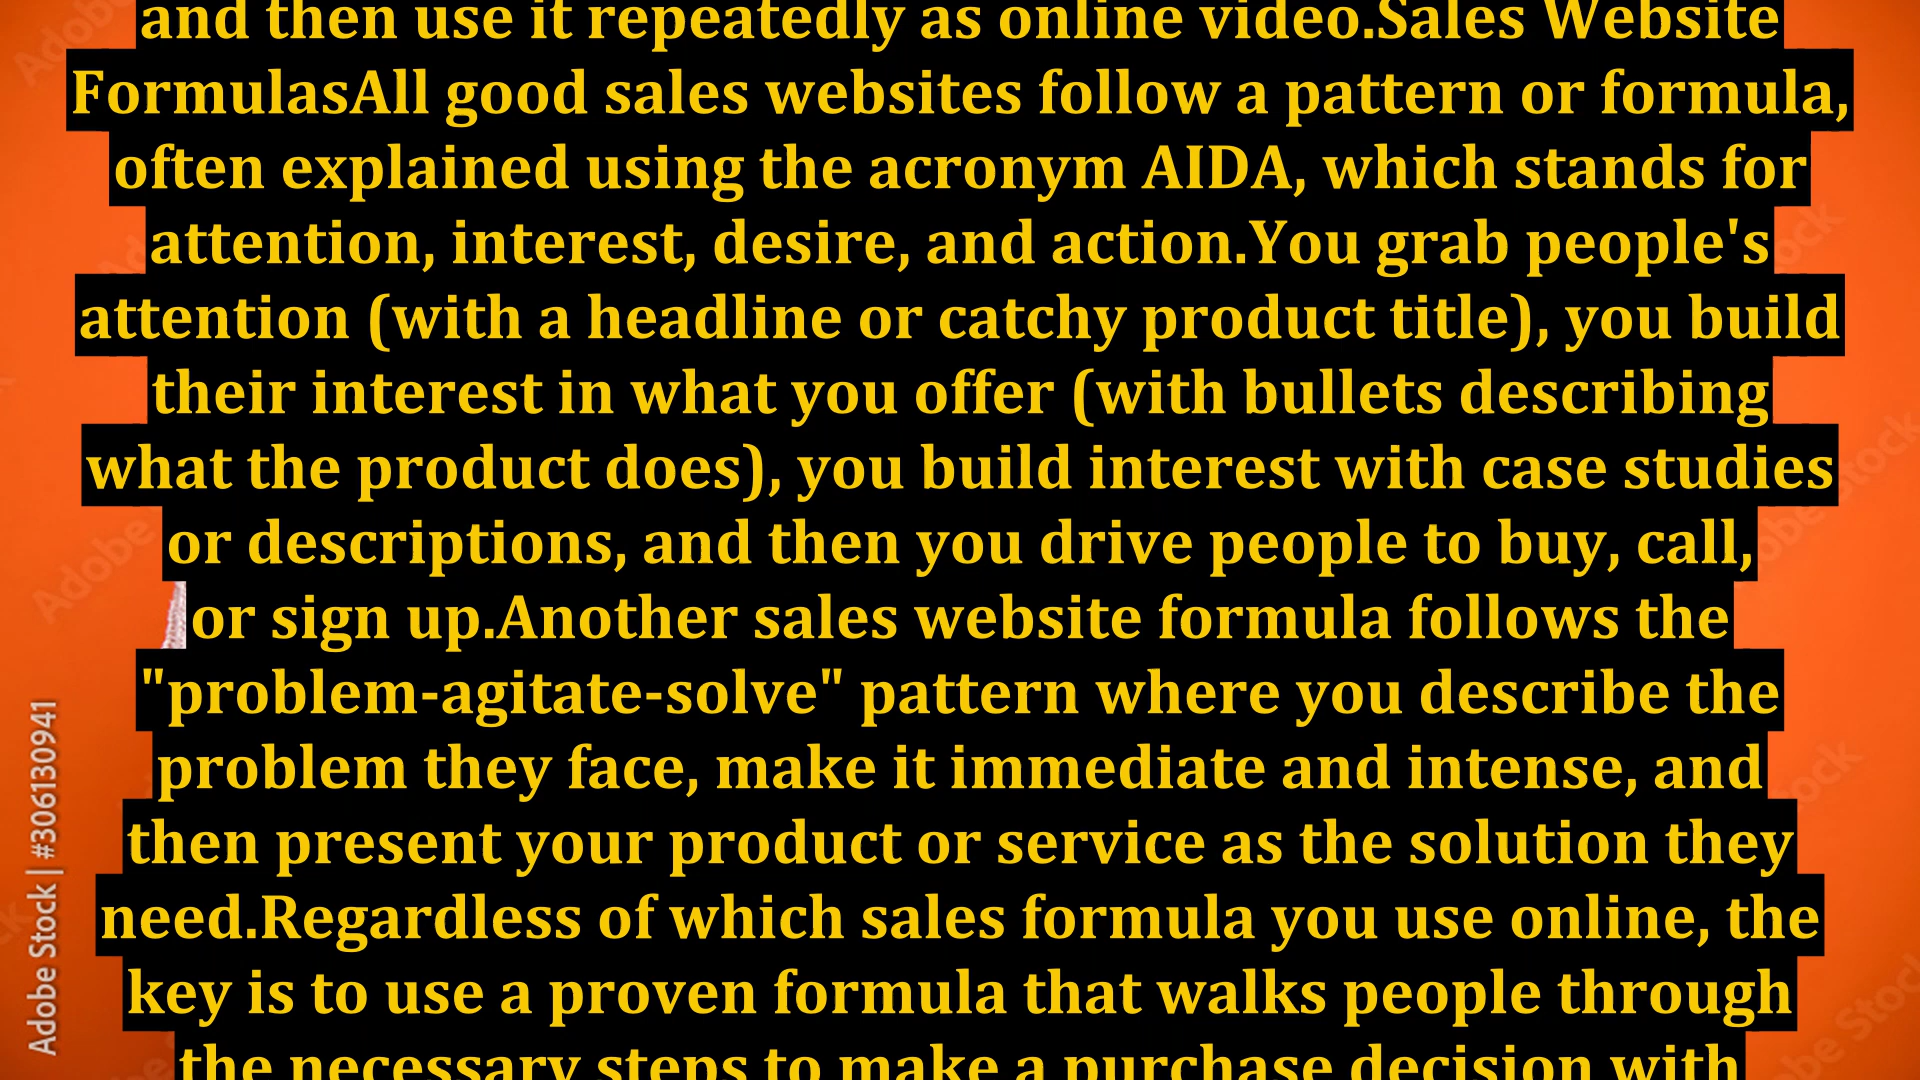 and then use it repeatedly as online video.Sales Website
FormulasAll good sales websites follow a pattern or formula,
often explained using the acronym AIDA, which stands for
attention, interest, desire, and action.You grab people's
attention (with a headline or catchy product title), you build
their interest in what you offer (with bullets describing
what the product does), you build interest with case studies
or descriptions, and then you drive people to buy, call,
or sign up.Another sales website formula follows the
"problem-agitate-solve" pattern where you describe the
problem they face, make it immediate and intense, and
then present your product or service as the solution they
need.Regardless of which sales formula you use online, the
key is to use a proven formula that walks people through
the necessary steps to make a purchase decision with
Adobe Stock | #306130941